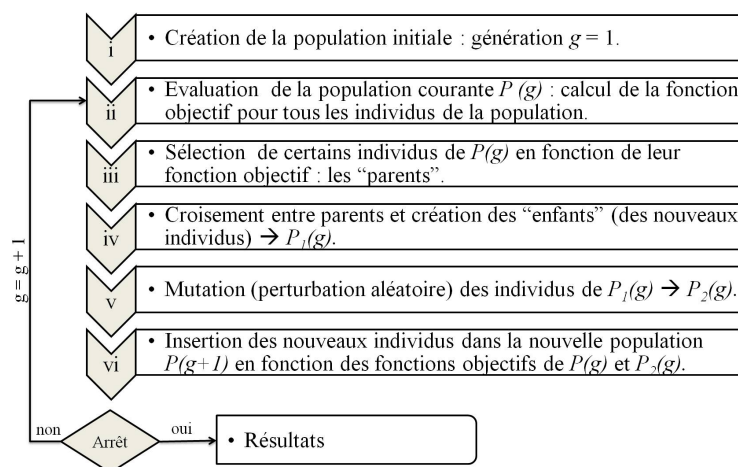 i
• Création de la population initiale : génération g = 1.
ii
• Evaluation de la population courante P (g) : calcul de la fonction
objectif pour tous les individus de la population.
iii
• Sélection de certains individus de P(g) en fonction de leur
fonction objectif : les “parents”.
iv
• Croisement entre parents et création des “enfants” (des nouveaux
individus) → P₁(g).
v
• Mutation (perturbation aléatoire) des individus de P₁(g) → P₂(g).
vi
• Insertion des nouveaux individus dans la nouvelle population
P(g+1) en fonction des fonctions objectifs de P(g) et P₂(g).
g = g + 1
non
Arrêt
oui
• Résultats